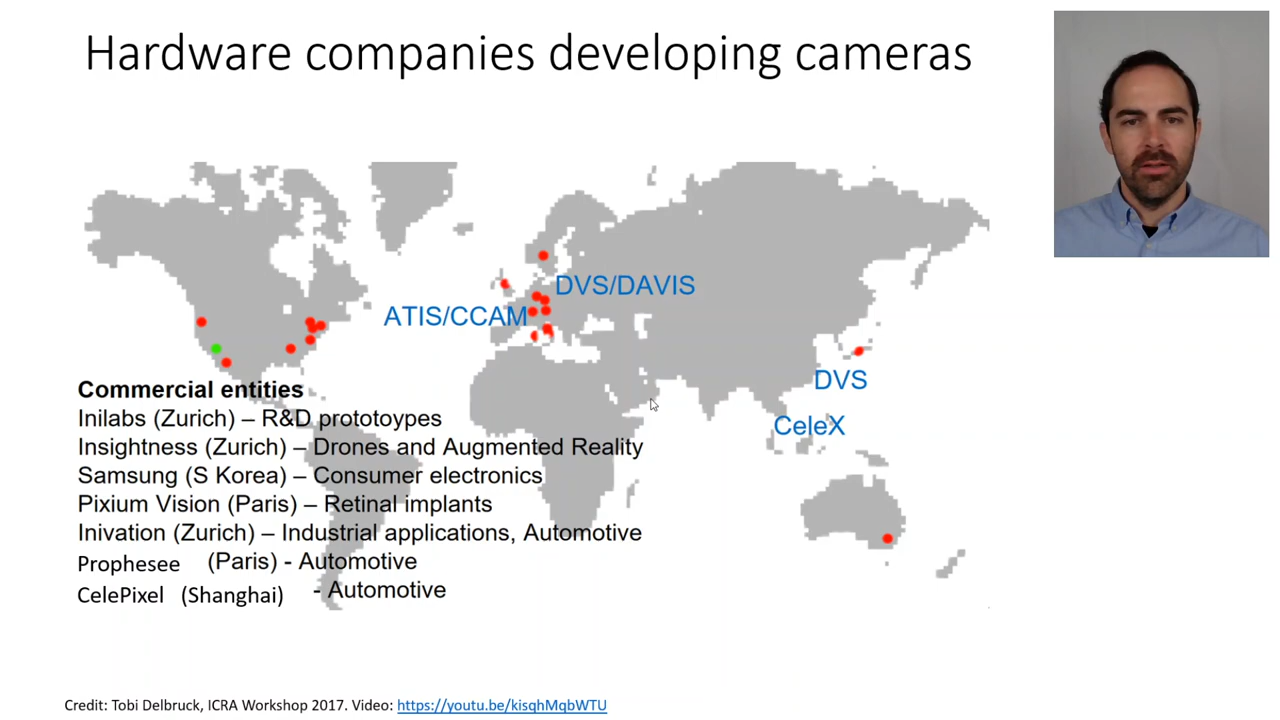 Hardware companies developing cameras
DVS/DAVIS
ATIS/CCAM
DVS
CeleX
Commercial entities
Inilabs (Zurich) – R&D prototoypes
Insightness (Zurich) – Drones and Augmented Reality
Samsung (S Korea) – Consumer electronics
Pixium Vision (Paris) – Retinal implants
Inivation (Zurich) – Industrial applications, Automotive
Prophesee (Paris) - Automotive
CelePixel (Shanghai) - Automotive
Credit: Tobi Delbruck, ICRA Workshop 2017. Video: https://youtu.be/kisqhMqbWTU